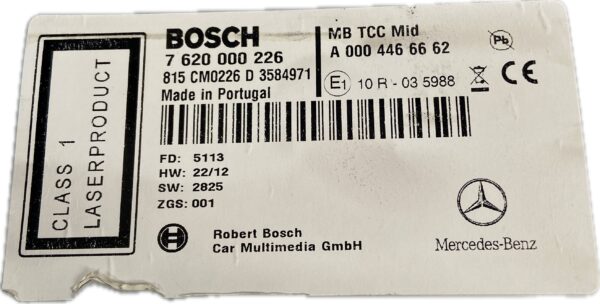 CLASS 1
LASERPRODUCT
BOSCH
7 620 000 226
815 CM0226 D 3584971
Made in Portugal
MB TCC Mid
A 000 446 66 62
Pb
E1 10 R - 03 5988
CE
FD: 5113
HW: 22/12
SW: 2825
ZGS: 001
Robert Bosch
Car Multimedia GmbH
Mercedes-Benz